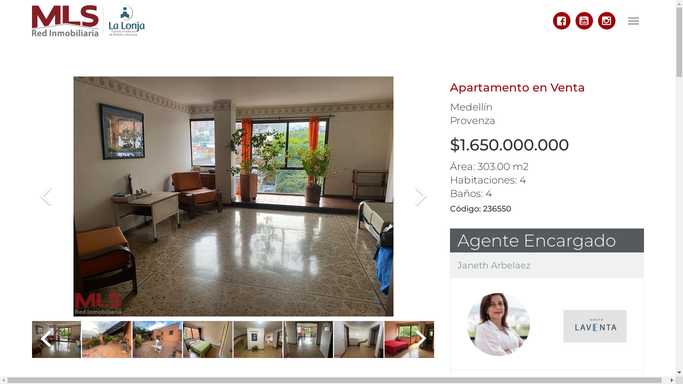 MLS
Red Inmobiliaria
La Lonja
Apartamento en Venta
Medellín
Provenza
$1.650.000.000
Área: 303.00 m2
Habitaciones: 4
Baños: 4
Código: 236550
MLS
Red Inmobiliaria
Agente Encargado
Janeth Arbelaez
LAVENTA